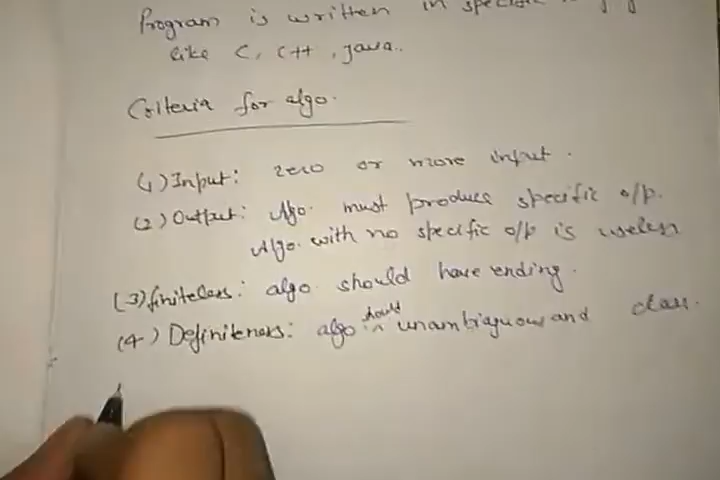 Program is written in specific
like C, C++, Java..
Criteria for algo.
(1) Input: zero or more input.
(2) Output: Algo. must produce specific o/p.
Algo. with no specific o/p is useless
(3) finiteless: algo should have ending.
(4) Definiteness: algo should unambiguous and clear.